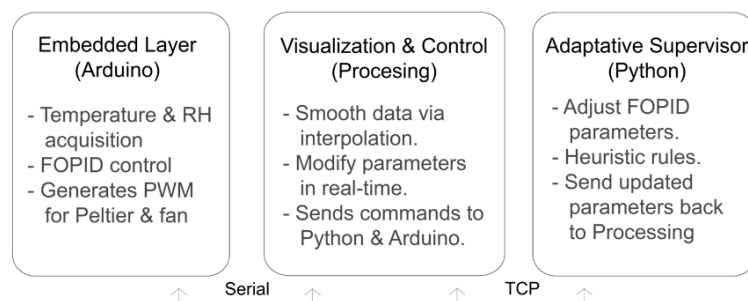 Embedded Layer
(Arduino)
- Temperature & RH
acquisition
- FOPID control
- Generates PWM
for Peltier & fan
Visualization & Control
(Procesing)
- Smooth data via
interpolation.
- Modify parameters
in real-time.
- Sends commands to
Python & Arduino.
Adaptative Supervisor
(Python)
- Adjust FOPID
parameters.
- Heuristic rules.
- Send updated
parameters back
to Processing
Serial
TCP